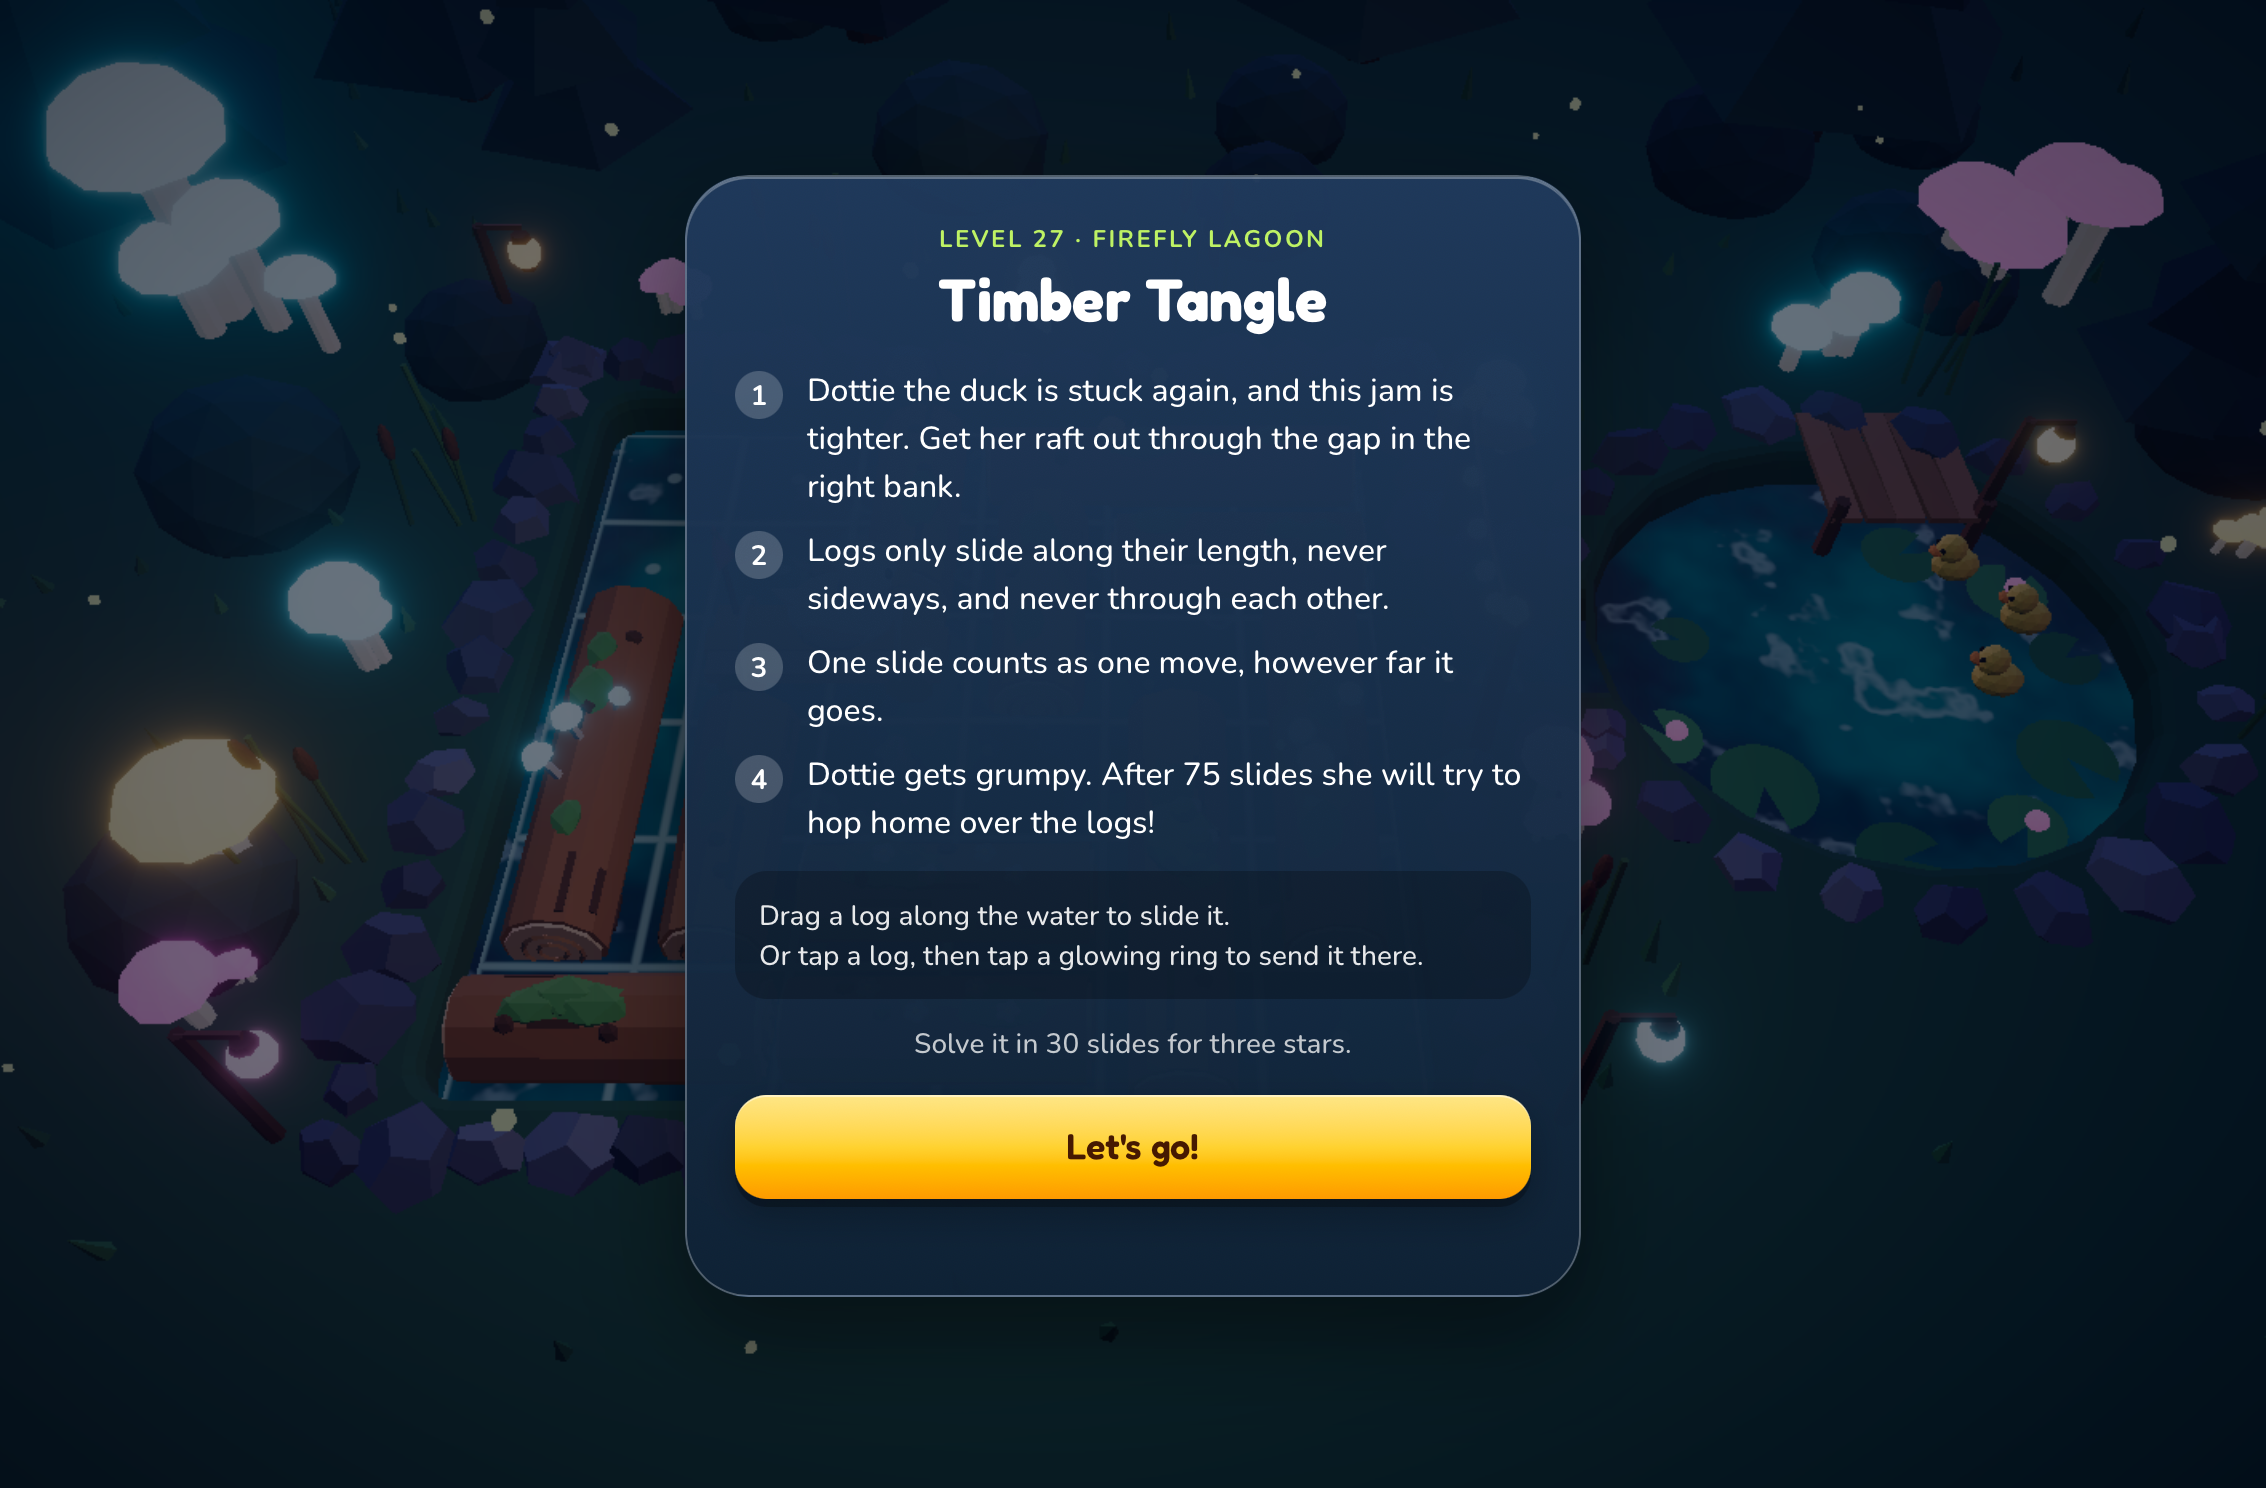 LEVEL 27 · FIREFLY LAGOON
Timber Tangle
1 Dottie the duck is stuck again, and this jam is
tighter. Get her raft out through the gap in the
right bank.
2 Logs only slide along their length, never
sideways, and never through each other.
3 One slide counts as one move, however far it
goes.
4 Dottie gets grumpy. After 75 slides she will try to
hop home over the logs!
Drag a log along the water to slide it.
Or tap a log, then tap a glowing ring to send it there.
Solve it in 30 slides for three stars.
Let's go!